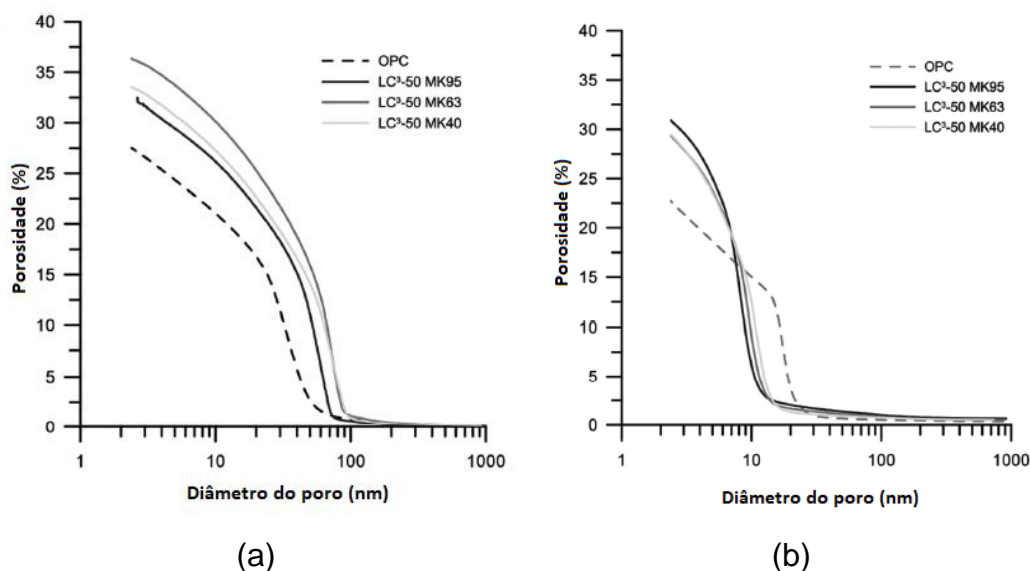 40
35
30
25
20
15
10
5
0
Porosidade (%)
OPC
LC³-50 MK95
LC³-50 MK63
LC³-50 MK40
1
10
100
1000
Diâmetro do poro (nm)
(a)
40
35
30
25
20
15
10
5
0
Porosidade (%)
OPC
LC³-50 MK95
LC³-50 MK63
LC³-50 MK40
1
10
100
1000
Diâmetro do poro (nm)
(b)